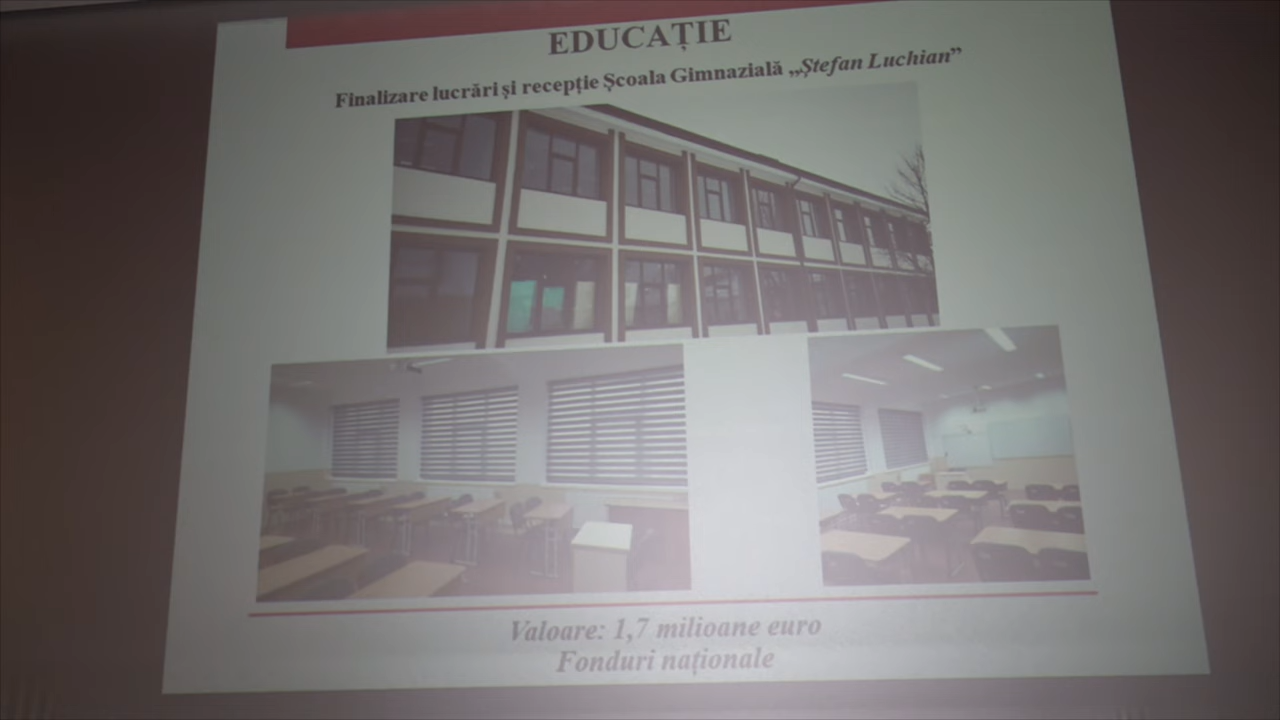 EDUCAȚIE
Finalizare lucrări și recepție Școala Gimnazială „Ștefan Luchian”
Valoare: 1,7 milioane euro
Fonduri naționale